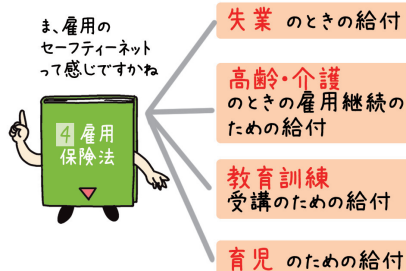 ま、雇用の
セーフティーネット
って感じですかね
4 雇用
保険法
失業 のときの給付
高齢・介護
のときの雇用継続の
ための給付
教育訓練
受講のための給付
育児 のための給付